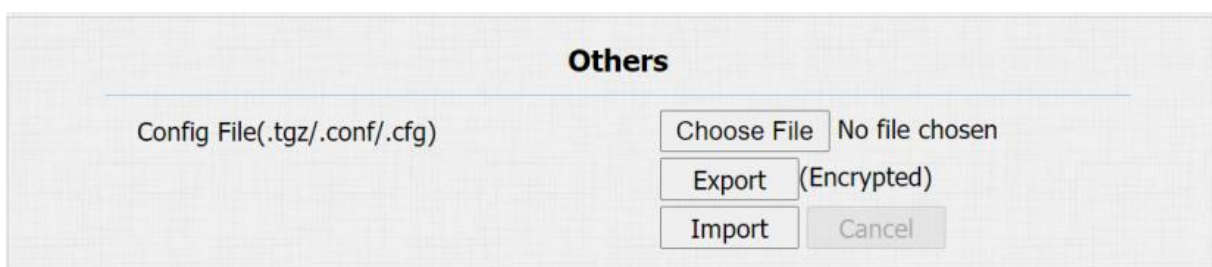 Others
Config File(.tgz/.conf/.cfg) Choose File No file chosen
Export (Encrypted)
Import Cancel